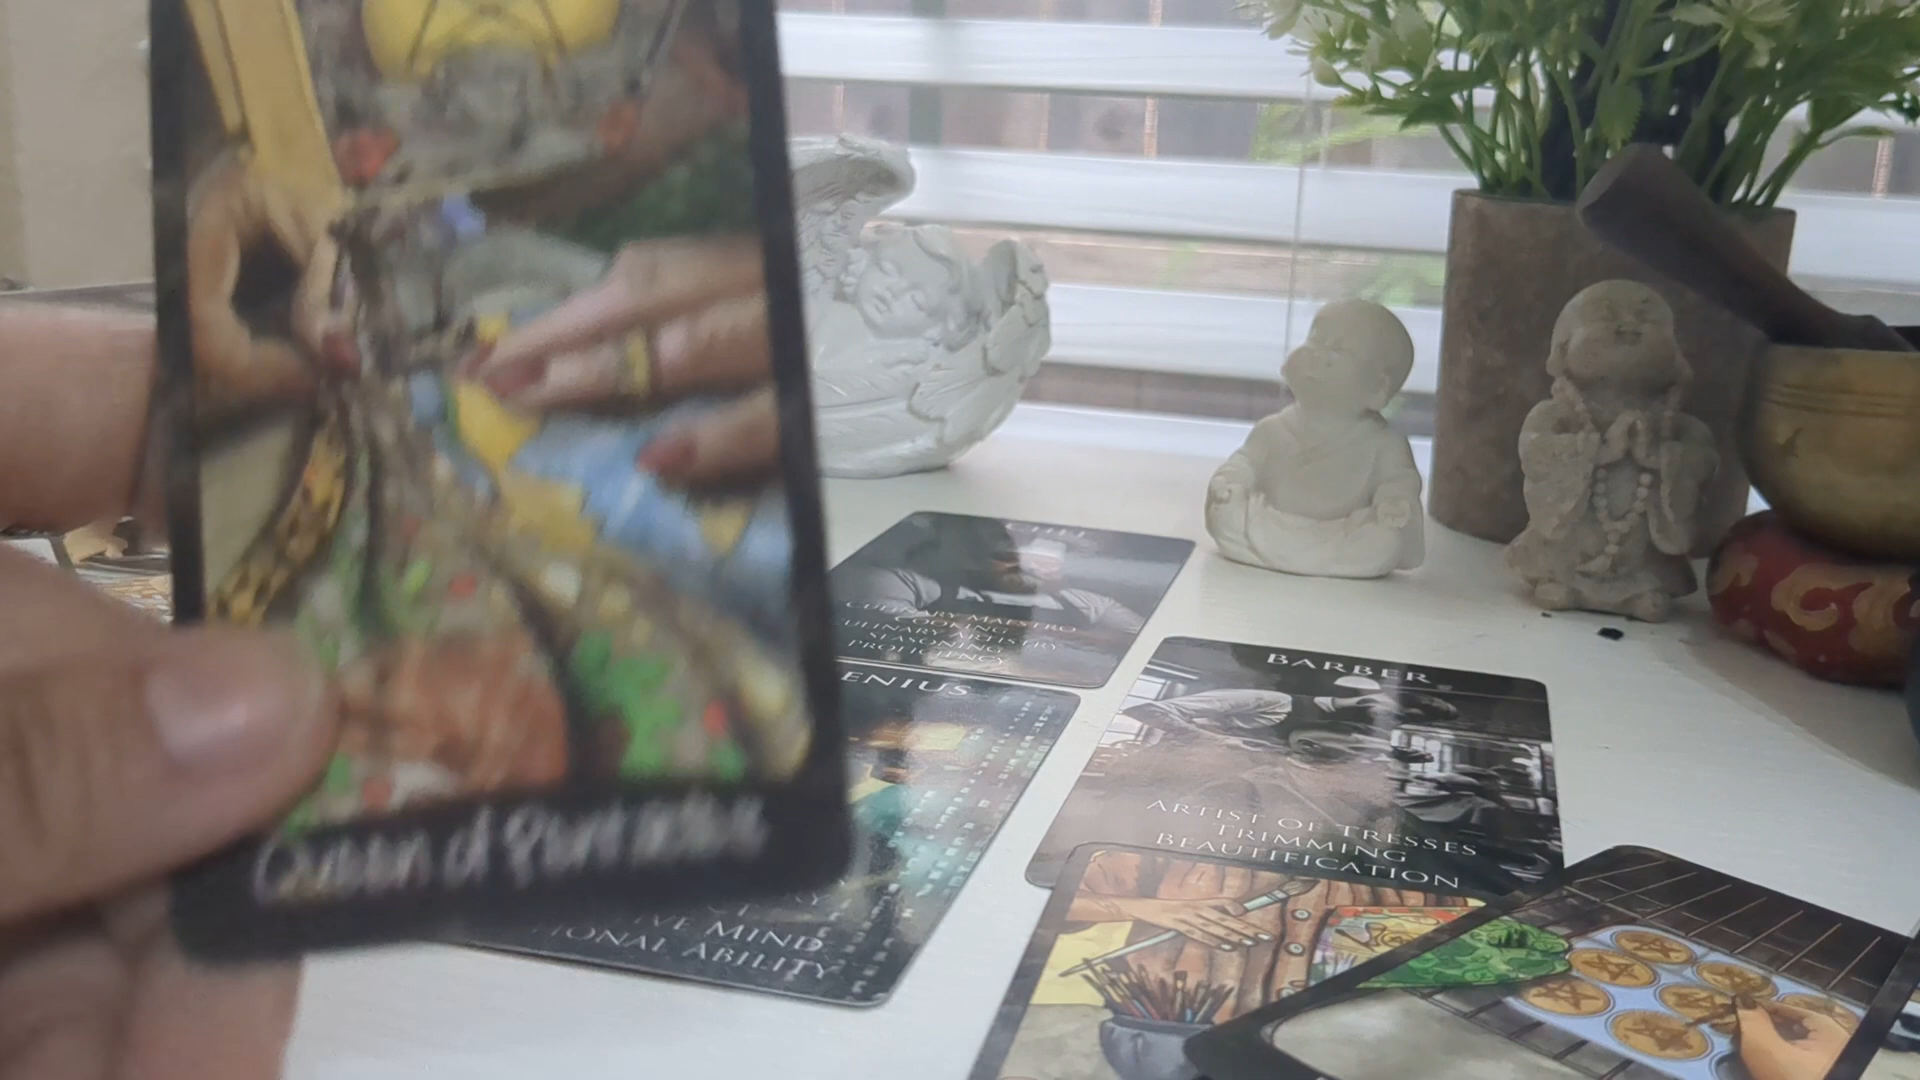 Queen of Pentacles
CHEF
CULINARY MAESTRO
COOKING
CULINARY ARTISTRY
SEASONING
PROFICIENCY
ENIUS
IVE MIND
IONAL ABILITY
BARBER
ARTIST OF TRESSES
TRIMMING
BEAUTIFICATION